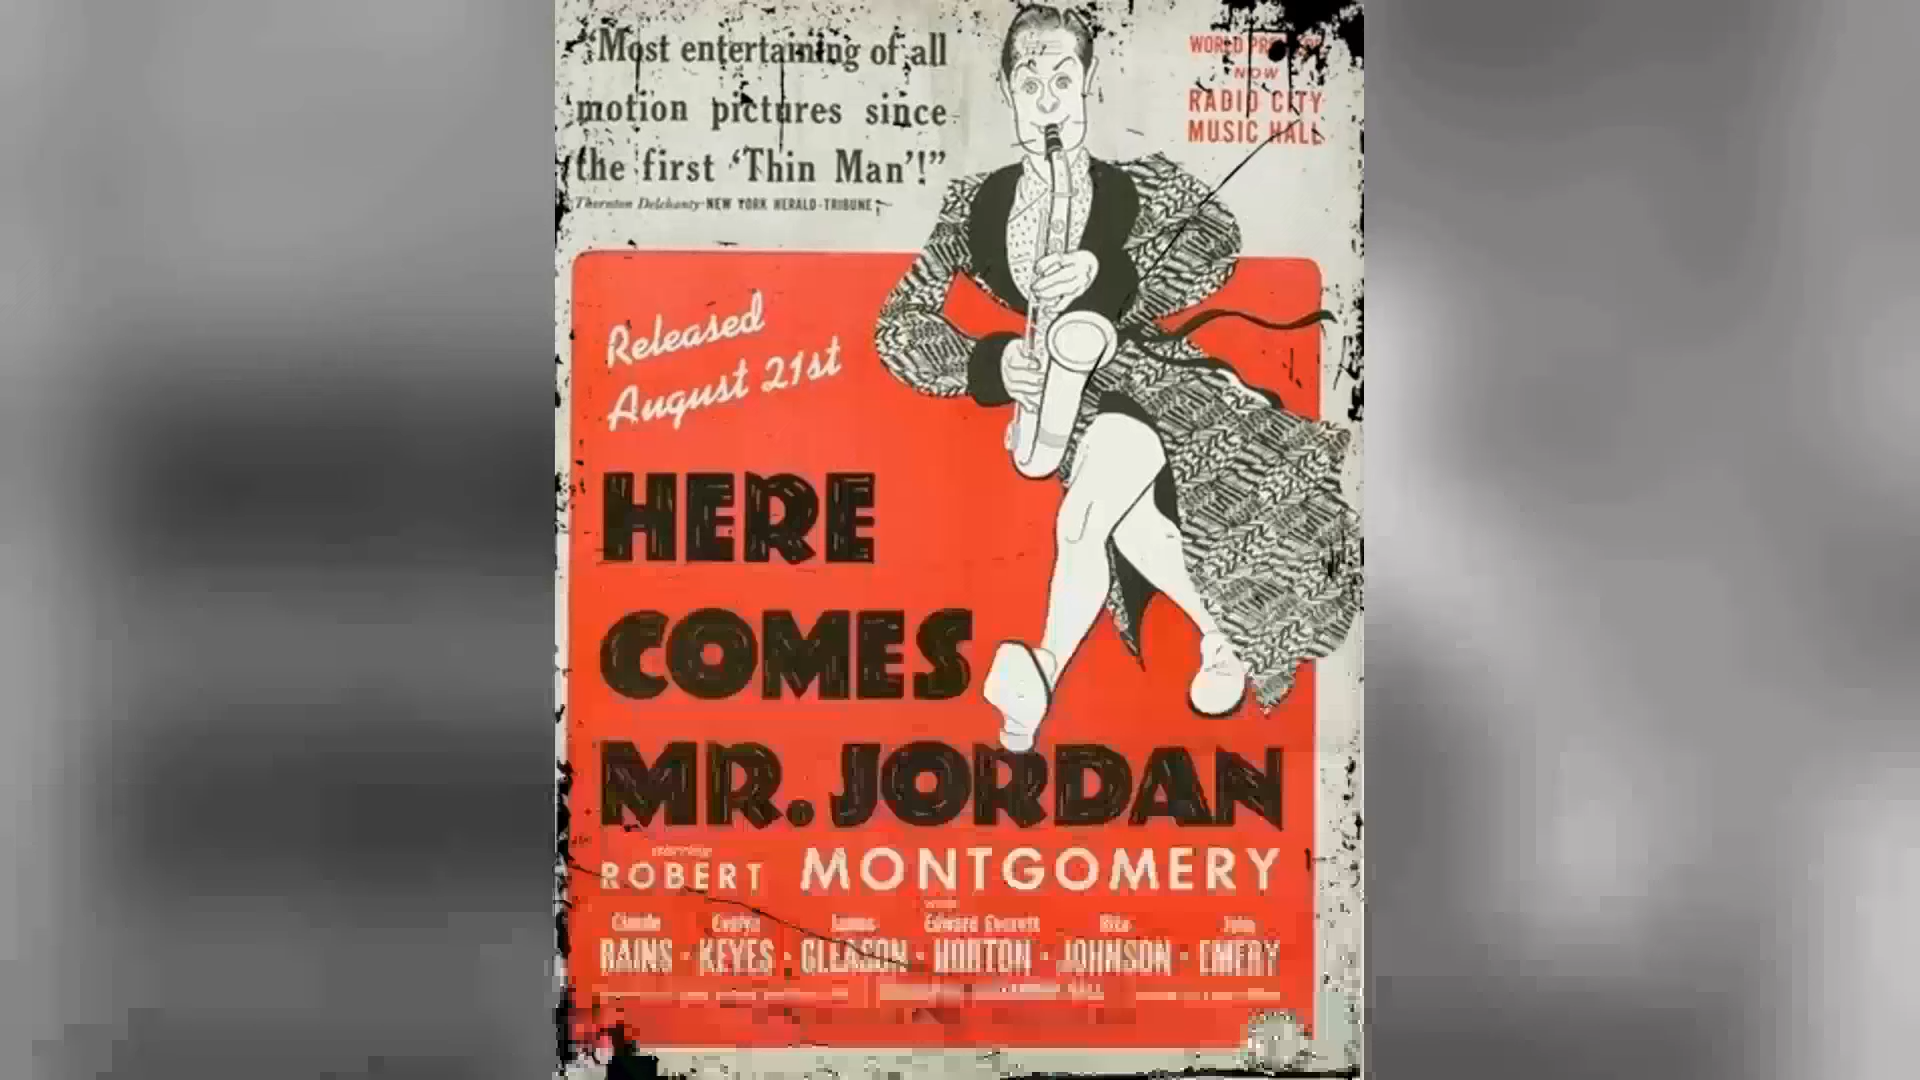 “Most entertaining of all
motion pictures since
the first ‘Thin Man’!”
Thornton Delehanty-NEW YORK HERALD-TRIBUNE
WORLD PREMIERE
NOW
RADIO CITY
MUSIC HALL
Released
August 21st
HERE
COMES
MR. JORDAN
starring
ROBERT MONTGOMERY
with
Claude RAINS · Evelyn KEYES · James GLEASON · Edward Everett HORTON · Rita JOHNSON · John EMERY